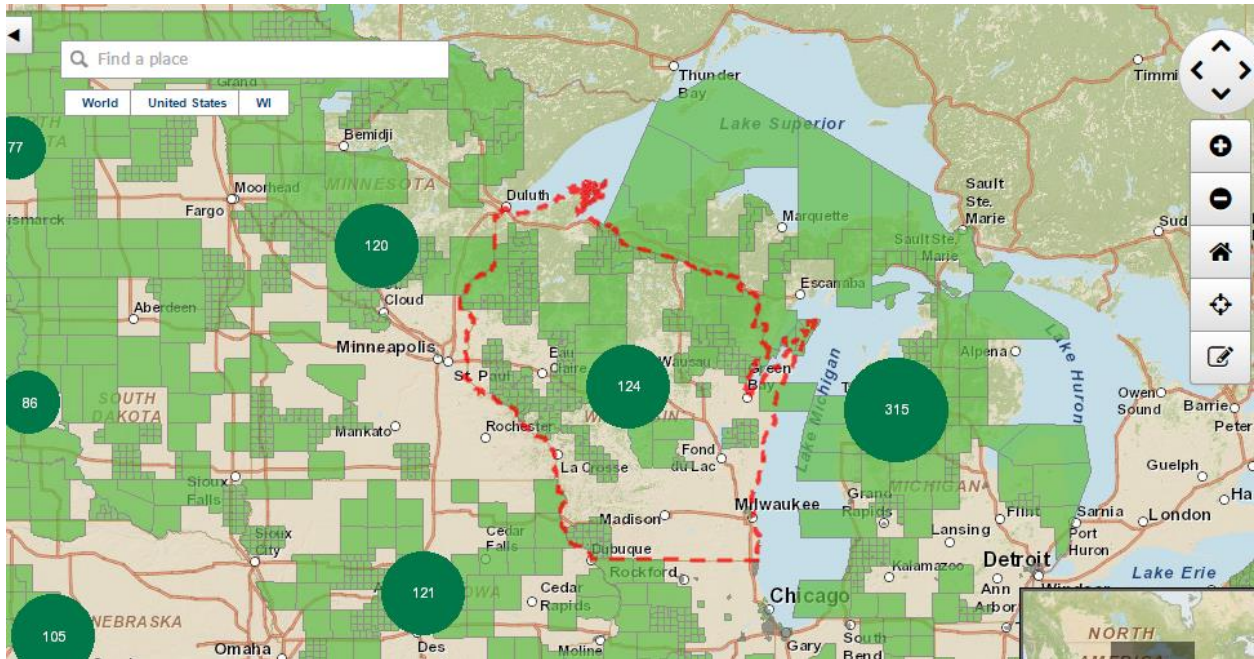 Find a place
World
United States
WI
Grand
Bemidji
Thunder
Bay
Timmi
Lake Superior
77
MINNESOTA
Moorhead
Fargo
Duluth
Marquette
Sault
Ste.
Marie
Sault Ste.
Marie
Sud
120
Cloud
Aberdeen
Escanaba
Minneapolis
St. Paul
Eau
Claire
Wausau
Green
Bay
Lake Michigan
Alpena
Lake Huron
Owen
Sound
Barrie
Peter
86
SOUTH
DAKOTA
124
315
Mankato
Rochester
La Crosse
Fond
du Lac
MICHIGAN
Guelph
Ha
Sioux
Falls
Madison
Milwaukee
Grand
Rapids
Lansing
Flint
Sarnia
London
Port
Huron
Sioux
City
Cedar
Falls
Dubuque
Rockford
Kalamazoo
Detroit
Ann
Arbor
Lake Erie
121
Cedar
Rapids
Chicago
105
NEBRASKA
Omaha
Des
Moline
Gary
South
Bend
NORTH